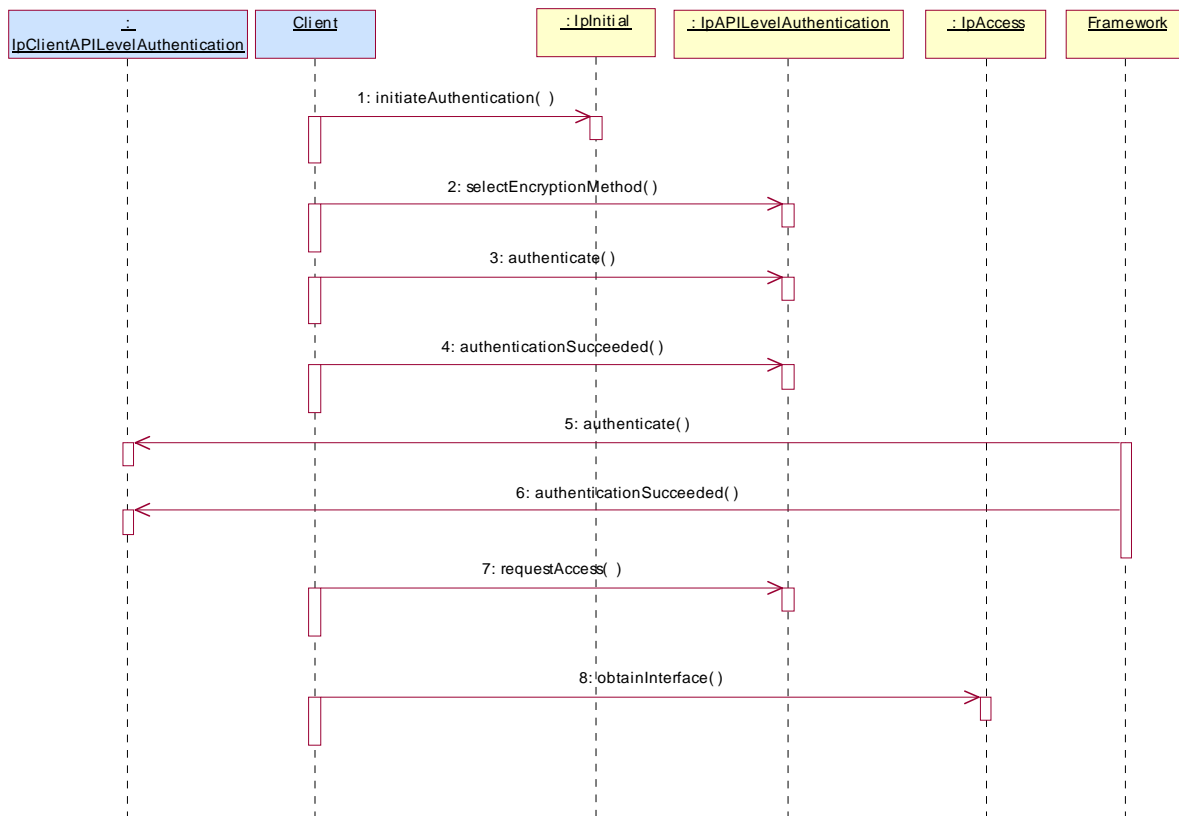 :
IpClientAPILevelAuthentication
Client
: IpInitial
: IpAPILevelAuthentication
: IpAccess
Framework
1: initiateAuthentication( )
2: selectEncryptionMethod( )
3: authenticate( )
4: authenticationSucceeded( )
5: authenticate( )
6: authenticationSucceeded( )
7: requestAccess( )
8: obtainInterface( )